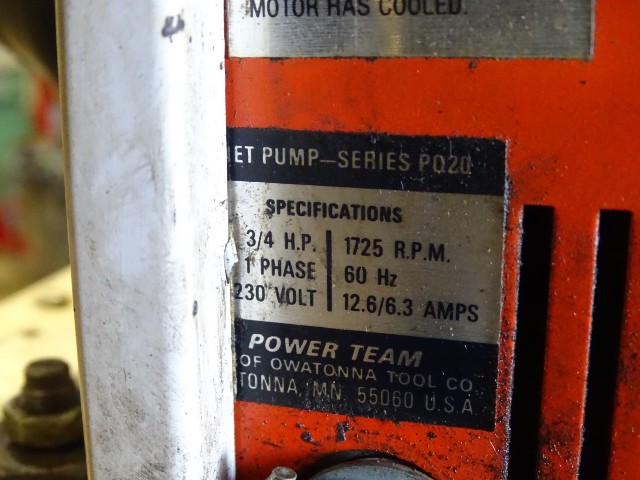 MOTOR HAS COOLED.
ET PUMP—SERIES PQ20
SPECIFICATIONS
3/4 H.P. 1725 R.P.M.
1 PHASE 60 Hz
230 VOLT 12.6/6.3 AMPS
POWER TEAM
OF OWATONNA TOOL CO.
TONNA, MN. 55060 U.S.A.